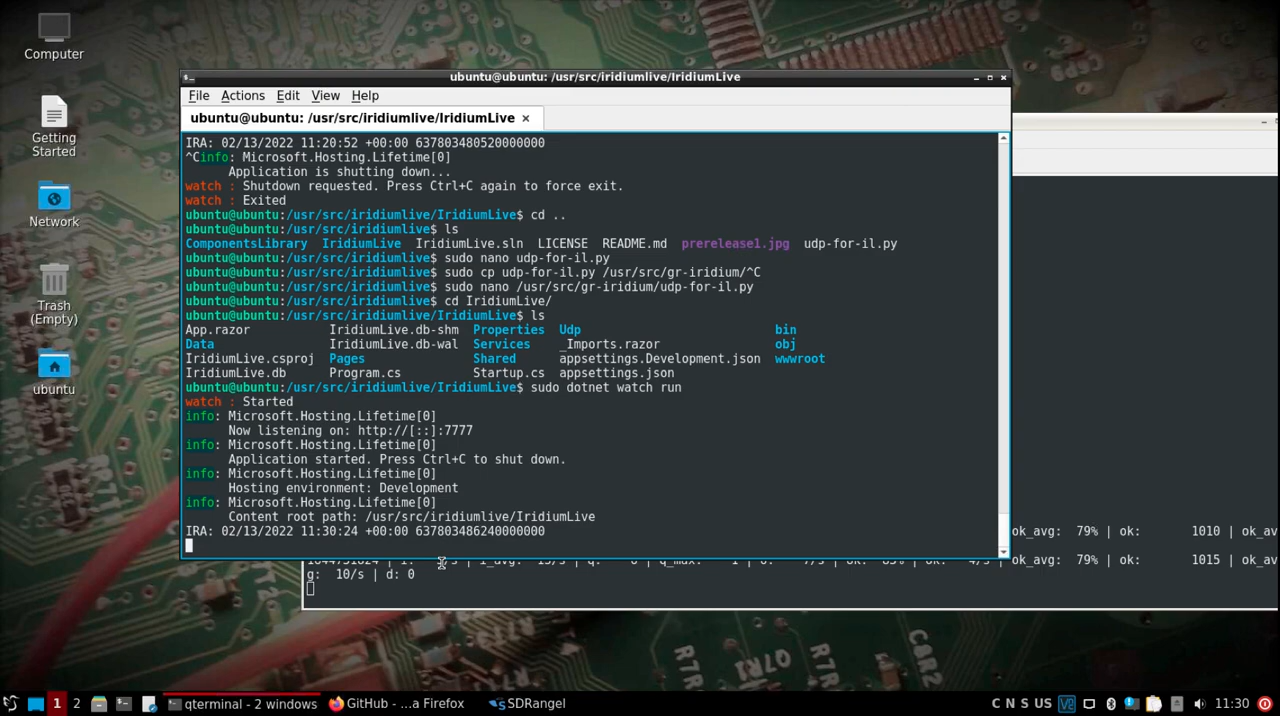 Computer
Getting
Started
Network
Trash
(Empty)
ubuntu
ubuntu@ubuntu: /usr/src/iridiumlive/IridiumLive
File Actions Edit View Help
ubuntu@ubuntu: /usr/src/iridiumlive/IridiumLive ×
IRA: 02/13/2022 11:20:52 +00:00 637803480520000000
^Cinfo: Microsoft.Hosting.Lifetime[0]
Application is shutting down...
watch : Shutdown requested. Press Ctrl+C again to force exit.
watch : Exited
ubuntu@ubuntu:/usr/src/iridiumlive/IridiumLive$ cd ..
ubuntu@ubuntu:/usr/src/iridiumlive$ ls
ComponentsLibrary IridiumLive IridiumLive.sln LICENSE README.md prerelease1.jpg udp-for-il.py
ubuntu@ubuntu:/usr/src/iridiumlive$ sudo nano udp-for-il.py
ubuntu@ubuntu:/usr/src/iridiumlive$ sudo cp udp-for-il.py /usr/src/gr-iridium/^C
ubuntu@ubuntu:/usr/src/iridiumlive$ sudo nano /usr/src/gr-iridium/udp-for-il.py
ubuntu@ubuntu:/usr/src/iridiumlive$ cd IridiumLive/
ubuntu@ubuntu:/usr/src/iridiumlive/IridiumLive$ ls
App.razor IridiumLive.db-shm Properties Udp bin
Data IridiumLive.db-wal Services _Imports.razor obj
IridiumLive.csproj Pages Shared appsettings.Development.json wwwroot
IridiumLive.db Program.cs Startup.cs appsettings.json
ubuntu@ubuntu:/usr/src/iridiumlive/IridiumLive$ sudo dotnet watch run
watch : Started
info: Microsoft.Hosting.Lifetime[0]
Now listening on: http://[::]:7777
info: Microsoft.Hosting.Lifetime[0]
Application started. Press Ctrl+C to shut down.
info: Microsoft.Hosting.Lifetime[0]
Hosting environment: Development
info: Microsoft.Hosting.Lifetime[0]
Content root path: /usr/src/iridiumlive/IridiumLive
IRA: 02/13/2022 11:30:24 +00:00 637803486240000000
ok_avg: 79% | ok: 1010 | ok_av
ok_avg: 79% | ok: 1015 | ok_av
g: 10/s | d: 0
R7R
R7R
Q7RI
C8R2
1 2 qterminal - 2 windows GitHub - ...a Firefox SDRangel C N S US 11:30